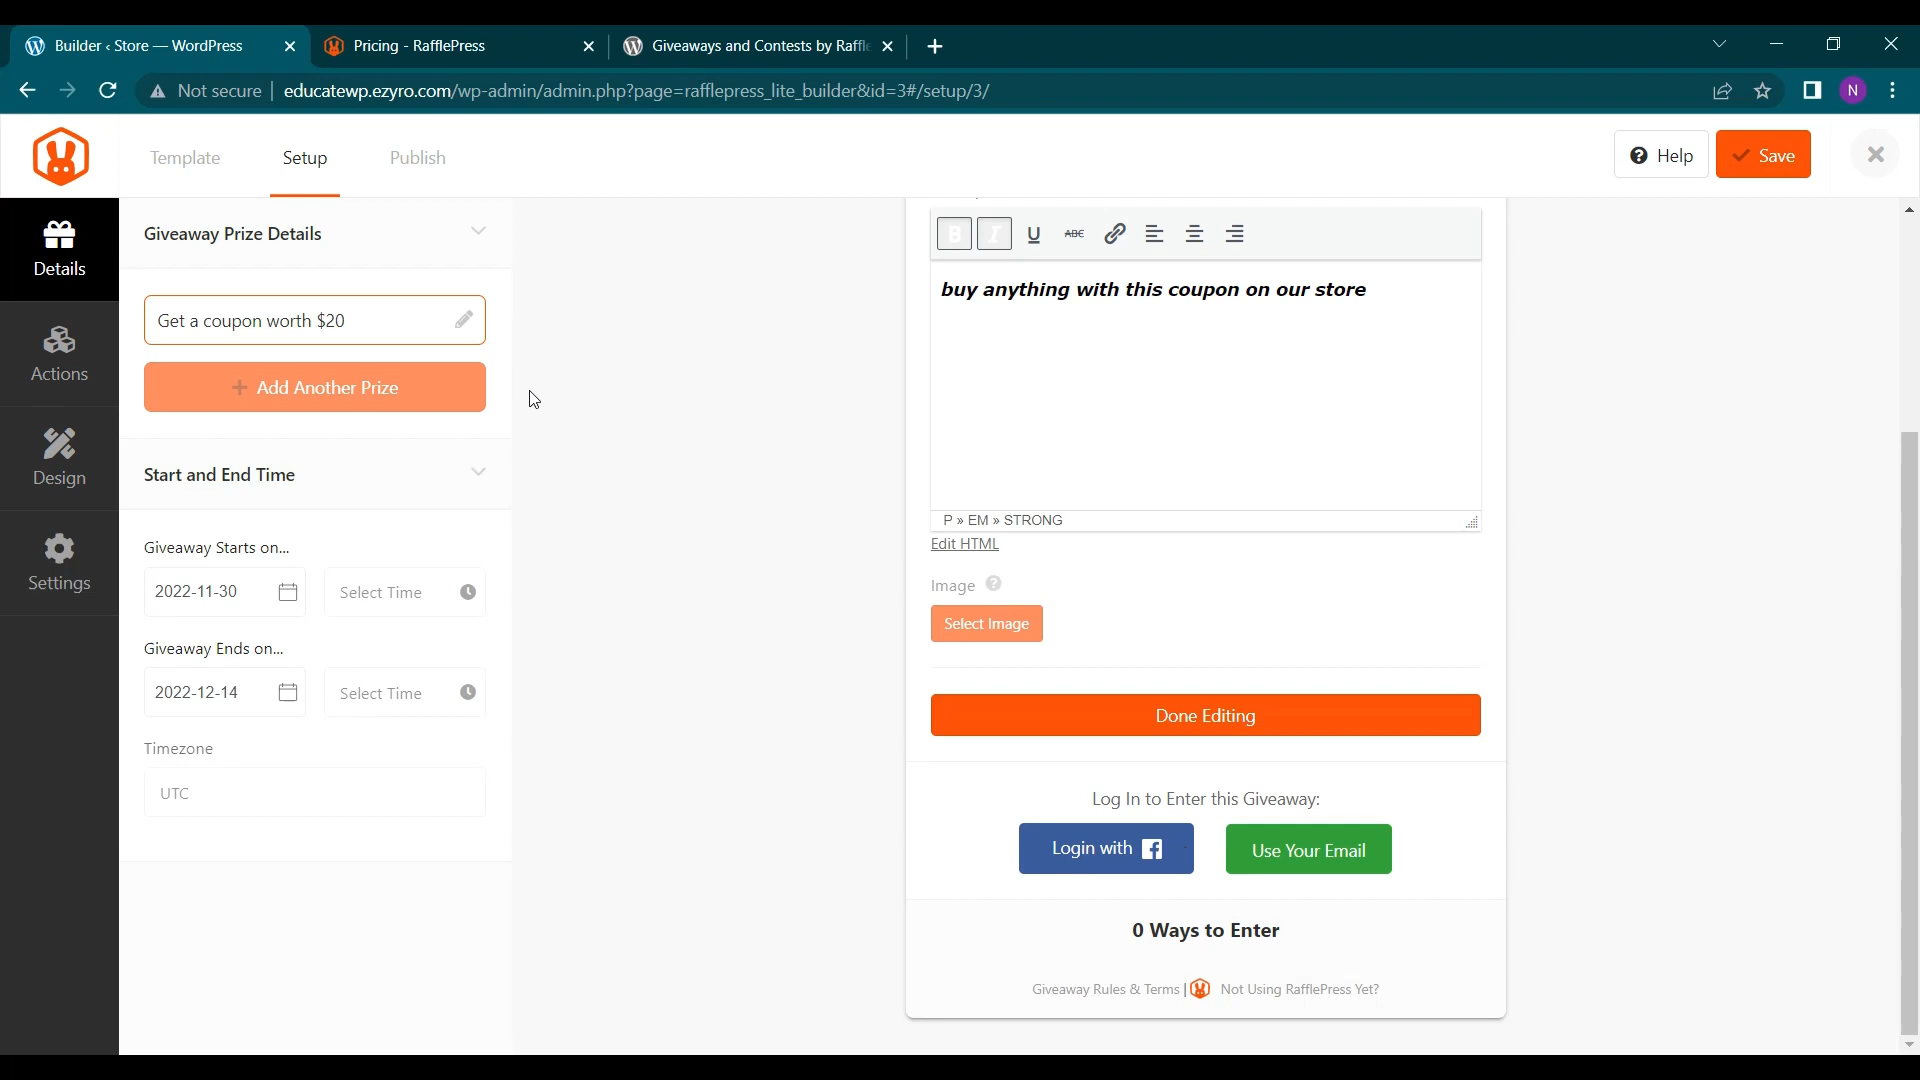 Builder ‹ Store — WordPress
Pricing - RafflePress
Giveaways and Contests by Raffle
Not secure
educatewp.ezyro.com/wp-admin/admin.php?page=rafflepress_lite_builder&id=3#/setup/3/
N
Template
Setup
Publish
Help
Save
Details
Actions
Design
Settings
Giveaway Prize Details
Get a coupon worth $20
+ Add Another Prize
Start and End Time
Giveaway Starts on...
2022-11-30
Select Time
Giveaway Ends on...
2022-12-14
Select Time
Timezone
UTC
B I U ABC
buy anything with this coupon on our store
P » EM » STRONG
Edit HTML
Image ?
Select Image
Done Editing
Log In to Enter this Giveaway:
Login with f
Use Your Email
0 Ways to Enter
Giveaway Rules & Terms | Not Using RafflePress Yet?